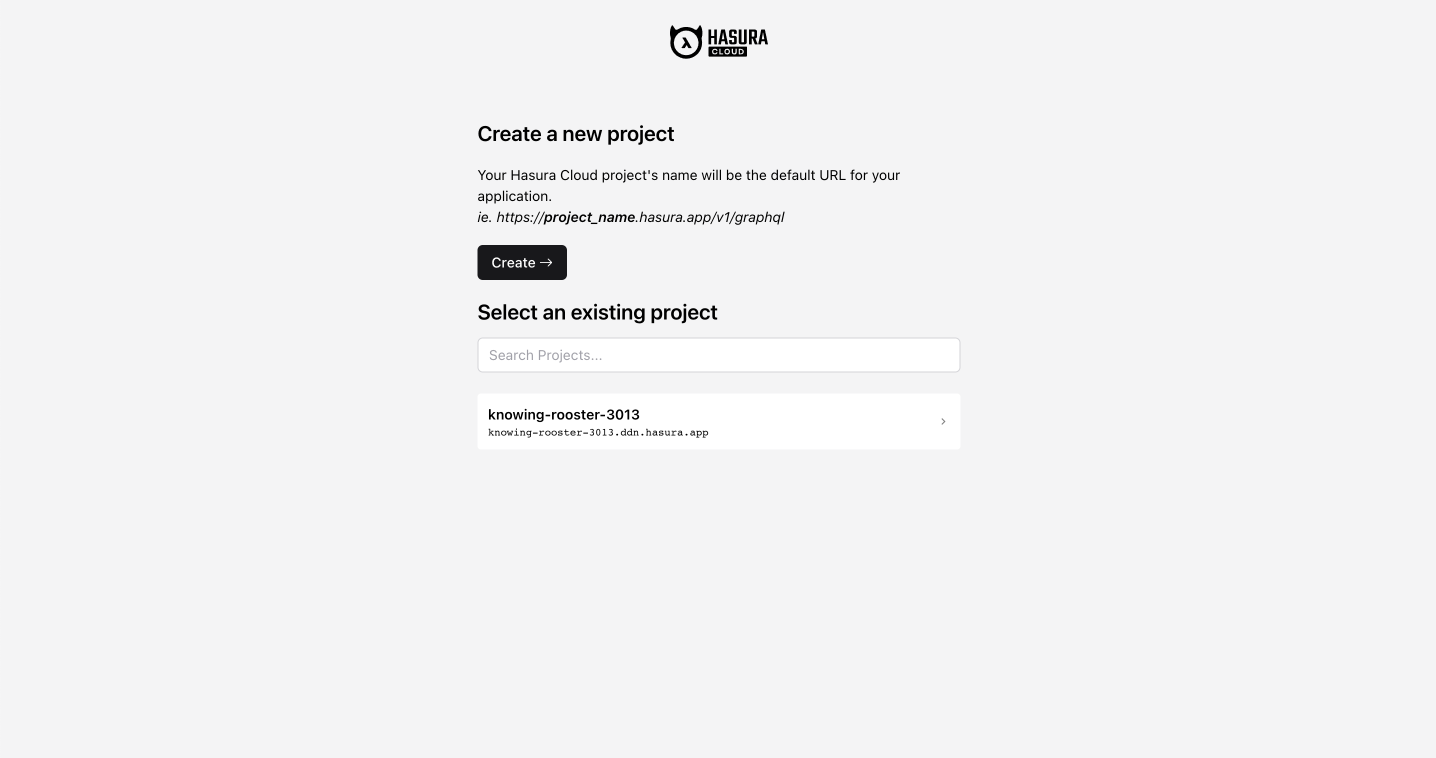 HASURA
CLOUD
Create a new project
Your Hasura Cloud project's name will be the default URL for your
application.
ie. https://project_name.hasura.app/v1/graphql
Create →
Select an existing project
Search Projects...
knowing-rooster-3013
knowing-rooster-3013.ddn.hasura.app